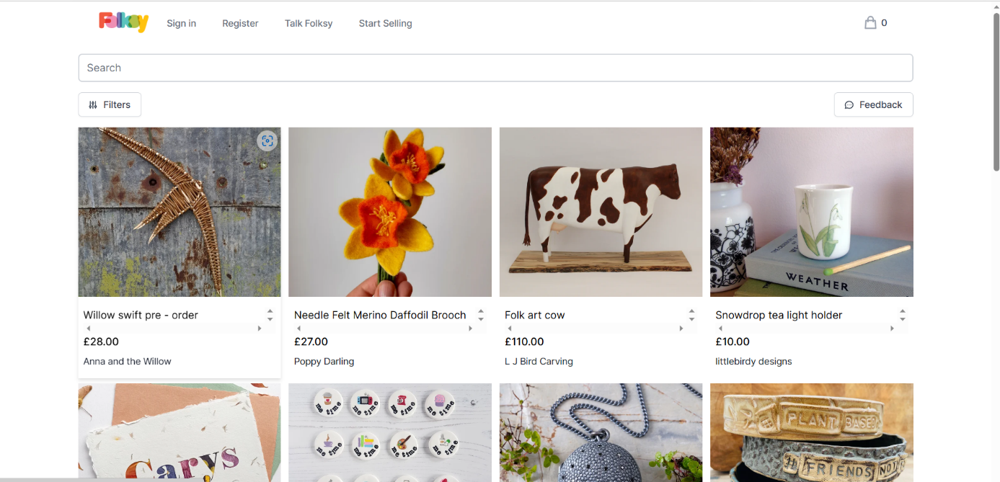 Folksy
Sign in
Register
Talk Folksy
Start Selling
0
Search
Filters
Feedback
WEATHER
Willow swift pre - order
£28.00
Anna and the Willow
Needle Felt Merino Daffodil Brooch
£27.00
Poppy Darling
Folk art cow
£110.00
L J Bird Carving
Snowdrop tea light holder
£10.00
littlebirdy designs
Carys
me time
me time
me time
me time
me time
me time
me time
me time
PLANT BASED
FRIENDS NOT